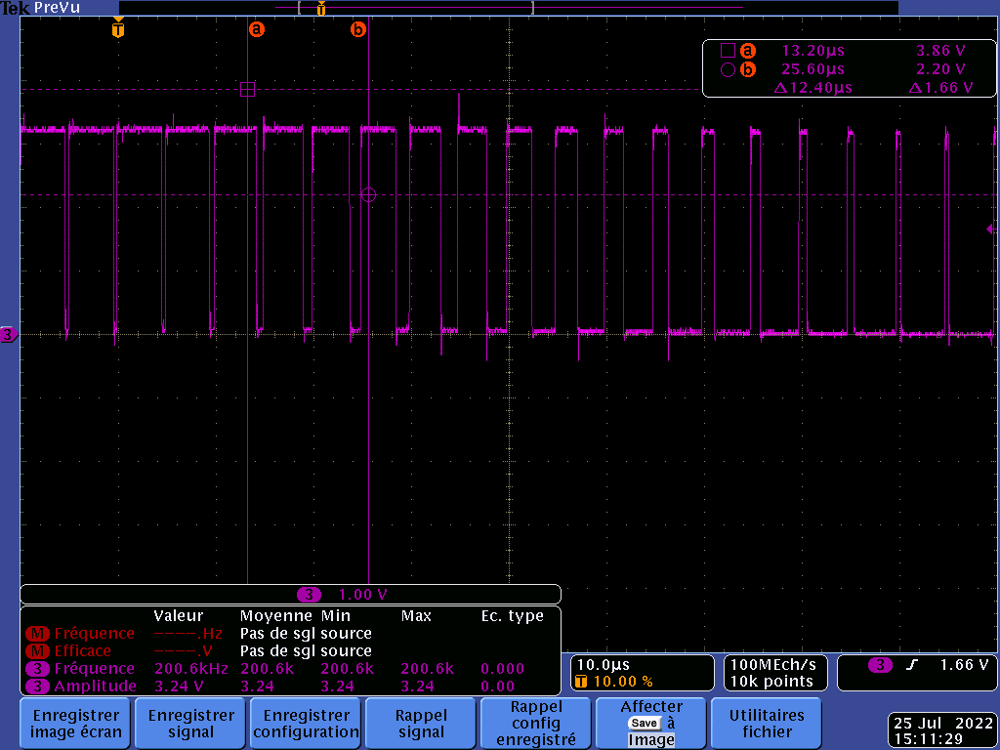 Tek PreVu
T
T a b
a 13.20µs 3.86 V
b 25.60µs 2.20 V
Δ12.40µs Δ1.66 V
3
3 1.00 V
Valeur Moyenne Min Max Ec. type
M Fréquence ––––.Hz Pas de sgl source
M Efficace ––––.V Pas de sgl source
3 Fréquence 200.6kHz 200.6k 200.6k 200.6k 0.000
3 Amplitude 3.24 V 3.24 3.24 3.24 0.00
10.0µs
T 10.00 %
100MEch/s
10k points
3 1.66 V
Enregistrer
image écran
Enregistrer
signal
Enregistrer
configuration
Rappel
signal
Rappel
config
enregistré
Affecter
Save à
Image
Utilitaires
fichier
25 Jul 2022
15:11:29